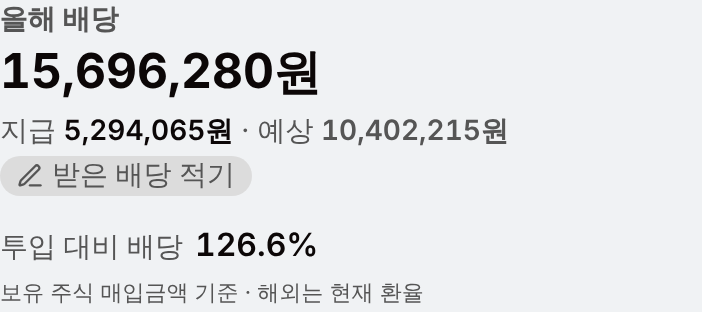 올해 배당
15,696,280원
지급 5,294,065원 · 예상 10,402,215원
받은 배당 적기
투입 대비 배당 126.6%
보유 주식 매입금액 기준 · 해외는 현재 환율